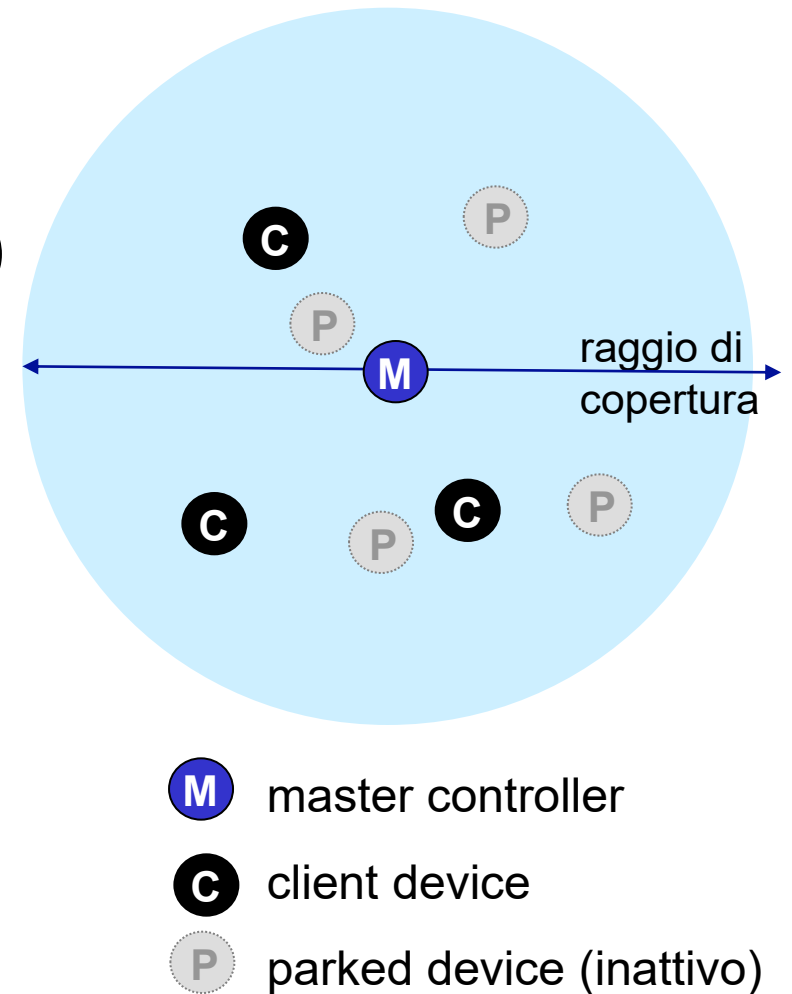 P
C
P
raggio di
M
copertura
P
C
C
P
M master controller
C client device
P parked device (inattivo)